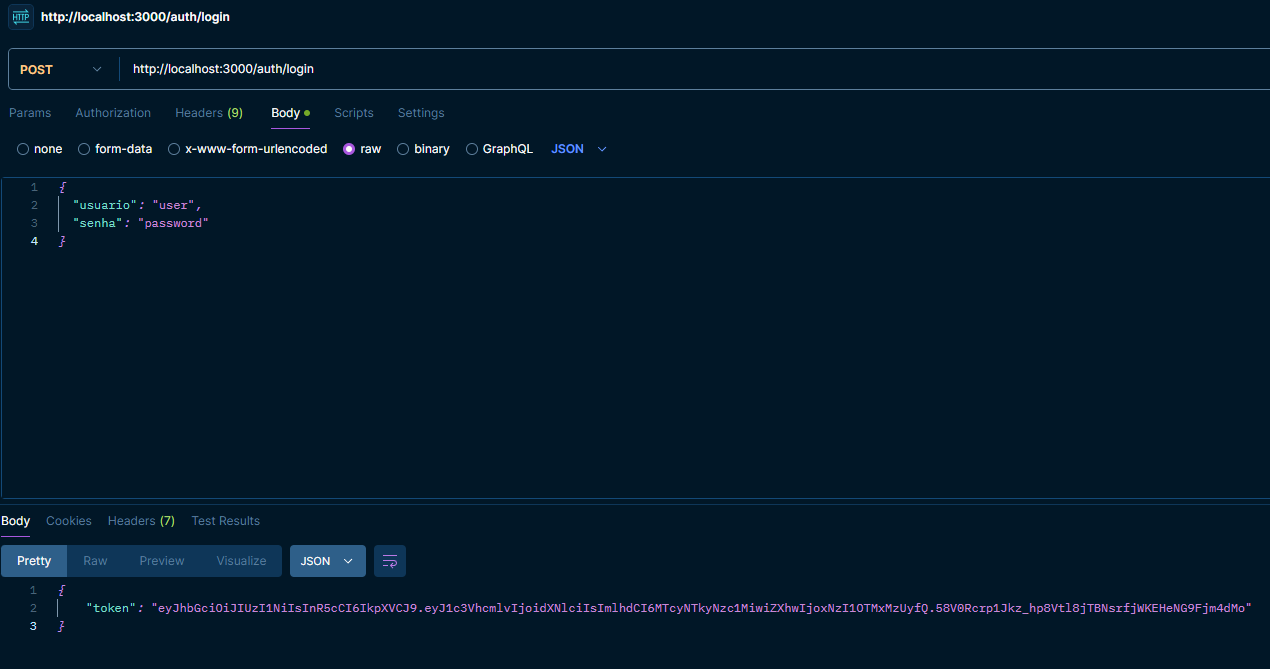 HTTP http://localhost:3000/auth/login
POST http://localhost:3000/auth/login
Params Authorization Headers (9) Body Scripts Settings
none form-data x-www-form-urlencoded raw binary GraphQL JSON
1 {
2 "usuario": "user",
3 "senha": "password"
4 }
Body Cookies Headers (7) Test Results
Pretty Raw Preview Visualize JSON
1 {
2 "token": "eyJhbGciOiJIUzI1NiIsInR5cCI6IkpXVCJ9.eyJ1c3VhcmlvIjoidXNlciIsImlhdCI6MTcyNTkyNzc1MiwiZXhwIjoxNzI1OTMxMzUyfQ.58V0Rcrp1Jkz_hp8Vtl8jTBNsrfjWKEHeNG9Fjm4dMo"
3 }